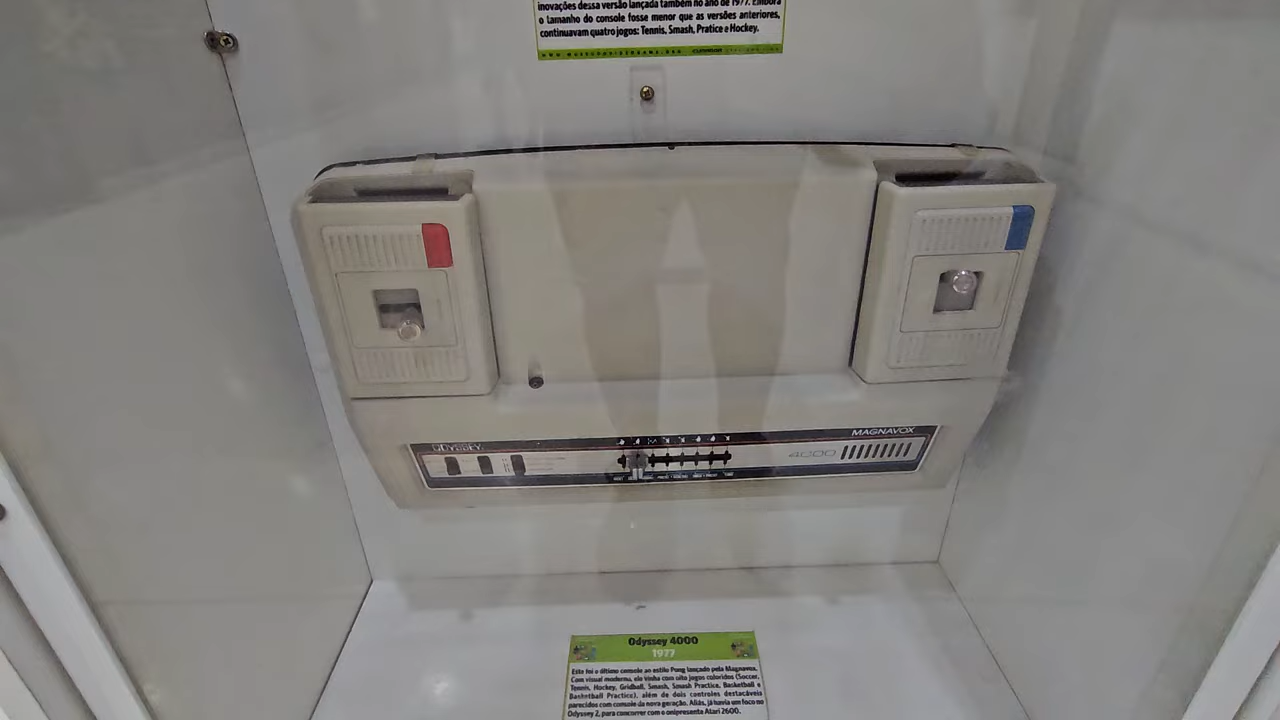 inovações dessa versão lançada também no ano de 1977. Embora
o tamanho do console fosse menor que as versões anteriores,
continuavam quatro jogos: Tennis, Smash, Pratice e Hockey.
WWW.MUSEUDOVIDEOGAME.ORG
ODYSSEY
MAGNAVOX
4000
Odyssey 4000
1977
Este foi o último console ao estilo Pong lançado pela Magnavox.
Com visual moderno, ele vinha com oito jogos coloridos (Soccer,
Tennis, Hockey, Gridball, Smash, Smash Practice, Basketball e
Basketball Practice), além de dois controles destacáveis
parecidos com console da nova geração. Aliás, já havia um foco no
Odyssey 2, para concorrer com o onipresente Atari 2600.